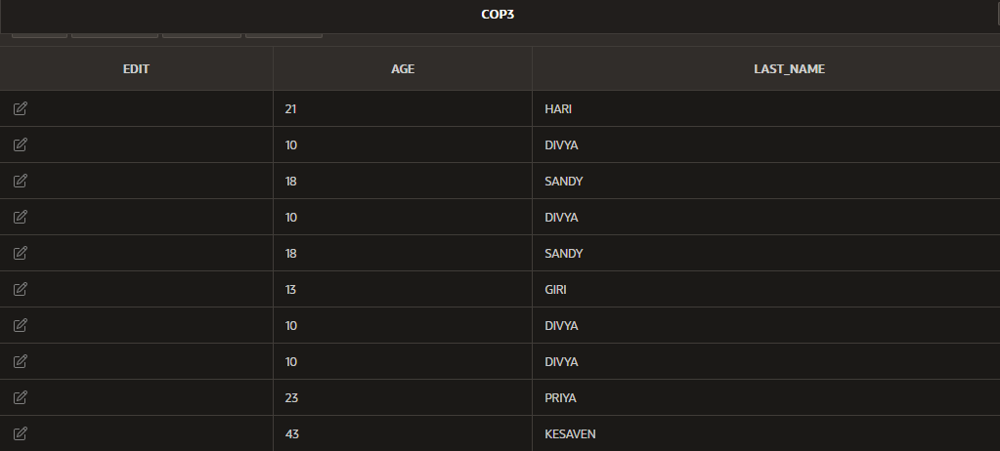 COP3
EDIT AGE LAST_NAME
21 HARI
10 DIVYA
18 SANDY
10 DIVYA
18 SANDY
13 GIRI
10 DIVYA
10 DIVYA
23 PRIYA
43 KESAVEN